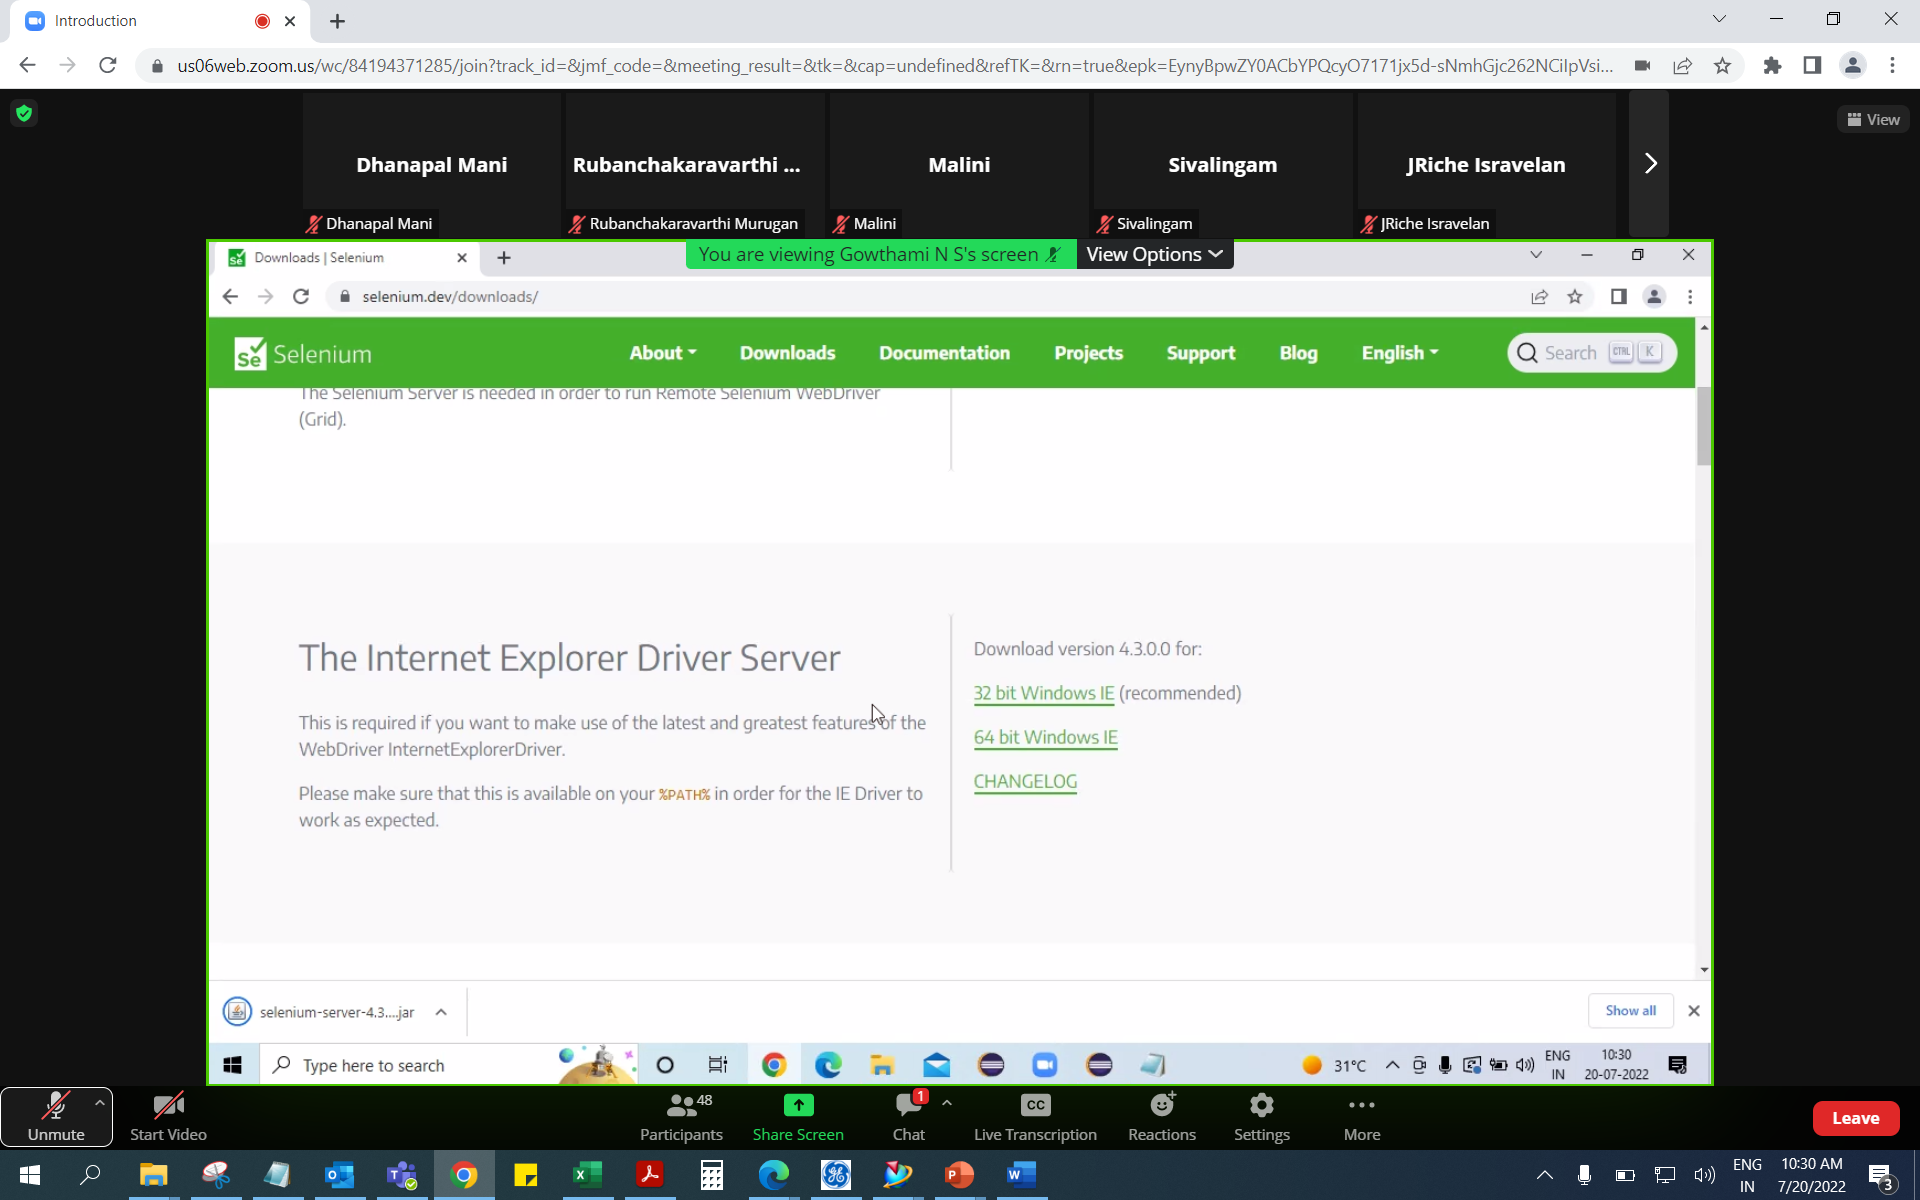 Introduction
us06web.zoom.us/wc/84194371285/join?track_id=&jmf_code=&meeting_result=&tk=&cap=undefined&refTK=&rn=true&epk=EynyBpwZY0ACbYPQcyO7171jx5d-sNmhGjc262NCiIpVsi...
View
Dhanapal Mani
Rubanchakaravarthi ...
Malini
Sivalingam
JRiche Isravelan
Dhanapal Mani
Rubanchakaravarthi Murugan
Malini
Sivalingam
JRiche Isravelan
Downloads | Selenium
You are viewing Gowthami N S's screen
View Options
selenium.dev/downloads/
Se Selenium
About
Downloads
Documentation
Projects
Support
Blog
English
Search CTRL K
The Selenium Server is needed in order to run Remote Selenium WebDriver
(Grid).
The Internet Explorer Driver Server
This is required if you want to make use of the latest and greatest features of the
WebDriver InternetExplorerDriver.
Please make sure that this is available on your %PATH% in order for the IE Driver to
work as expected.
Download version 4.3.0.0 for:
32 bit Windows IE (recommended)
64 bit Windows IE
CHANGELOG
selenium-server-4.3....jar
Show all
Type here to search
31°C
ENG
IN
10:30
20-07-2022
Unmute
Start Video
48
Participants
Share Screen
1
Chat
CC
Live Transcription
Reactions
Settings
More
Leave
ENG
IN
10:30 AM
7/20/2022
3